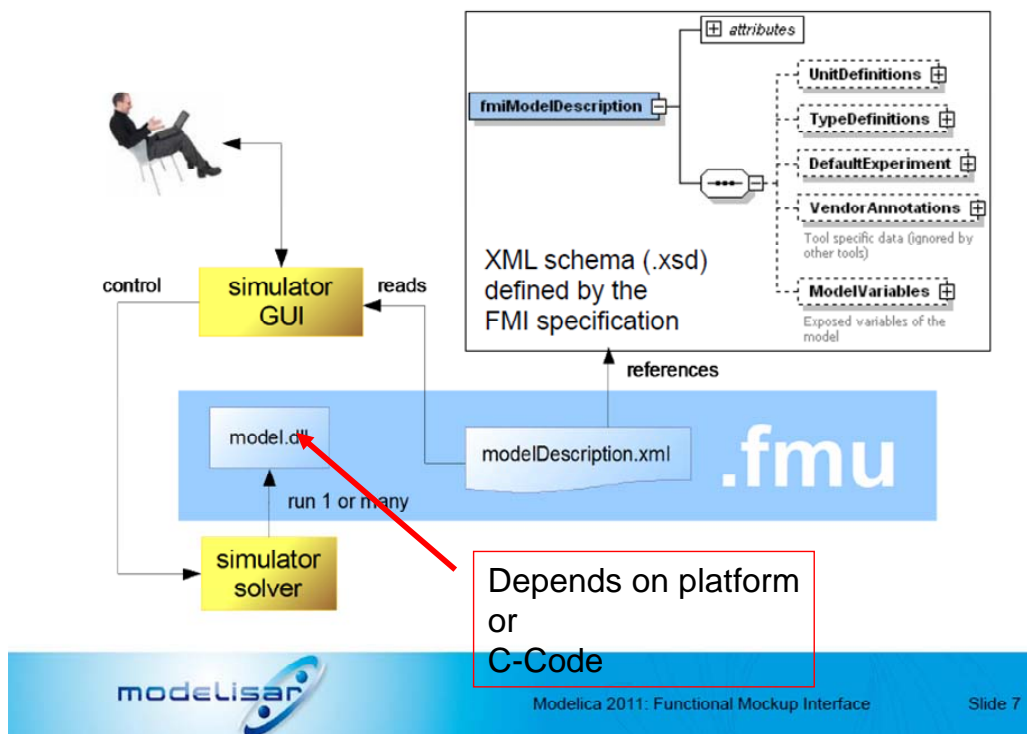 attributes
UnitDefinitions
fmiModelDescription
TypeDefinitions
DefaultExperiment
VendorAnnotations
Tool specific data (ignored by
other tools)
ModelVariables
Exposed variables of the
model
XML schema (.xsd)
defined by the
FMI specification
control
simulator
GUI
reads
references
model.dll
modelDescription.xml
.fmu
run 1 or many
simulator
solver
Depends on platform
or
C-Code
modelisar
Modelica 2011: Functional Mockup Interface
Slide 7